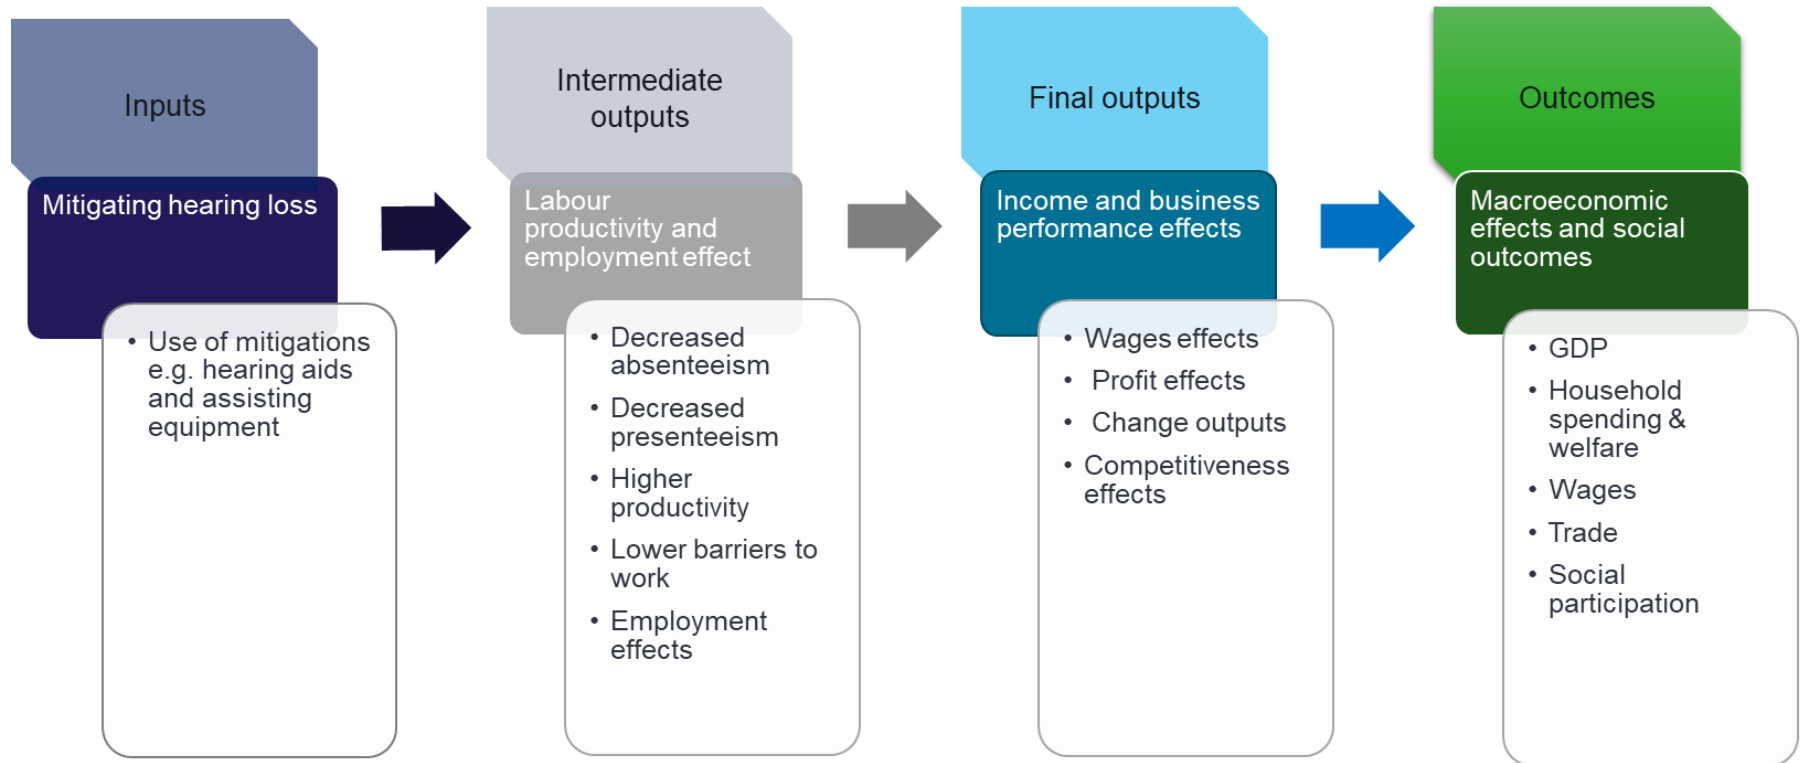 Inputs
Mitigating hearing loss
• Use of mitigations
e.g. hearing aids
and assisting
equipment
Intermediate
outputs
Labour
productivity and
employment effect
• Decreased
absenteeism
• Decreased
presenteeism
• Higher
productivity
• Lower barriers to
work
• Employment
effects
Final outputs
Income and business
performance effects
• Wages effects
• Profit effects
• Change outputs
• Competitiveness
effects
Outcomes
Macroeconomic
effects and social
outcomes
• GDP
• Household
spending &
welfare
• Wages
• Trade
• Social
participation